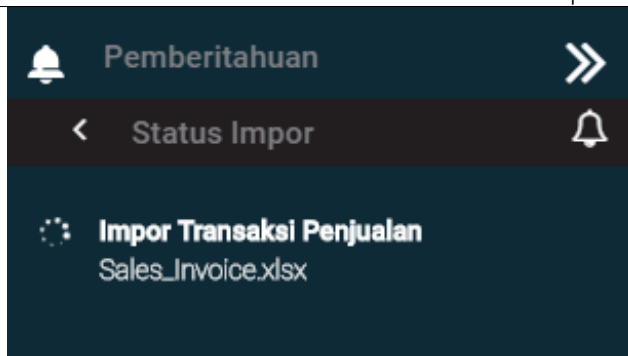 Pemberitahuan
Status Impor
Impor Transaksi Penjualan
Sales_Invoice.xlsx